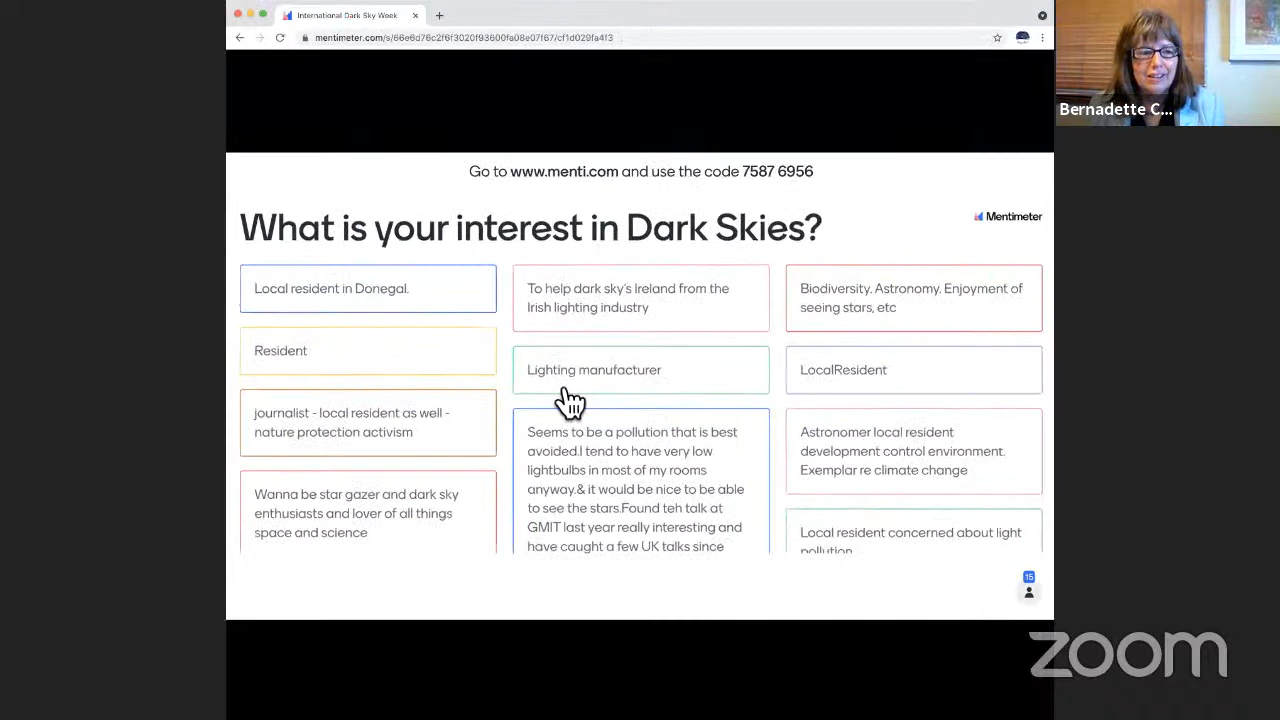 International Dark Sky Week
mentimeter.com/s/66e6d76c2f6f3020f93600fa08e07f67/cf1d029fa4f3
Bernadette C...
Go to www.menti.com and use the code 7587 6956
What is your interest in Dark Skies?
Mentimeter
Local resident in Donegal.
Resident
journalist - local resident as well -
nature protection activism
Wanna be star gazer and dark sky
enthusiasts and lover of all things
space and science
To help dark sky's Ireland from the
Irish lighting industry
Lighting manufacturer
Seems to be a pollution that is best
avoided.I tend to have very low
lightbulbs in most of my rooms
anyway.& it would be nice to be able
to see the stars.Found teh talk at
GMIT last year really interesting and
have caught a few UK talks since
Biodiversity. Astronomy. Enjoyment of
seeing stars, etc
LocalResident
Astronomer local resident
development control environment.
Exemplar re climate change
Local resident concerned about light
pollution
15
zoom